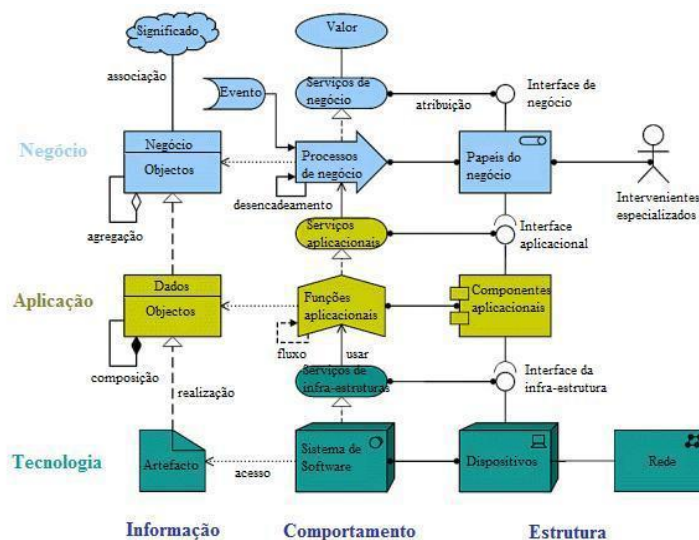 Significado
Valor
associação
Evento
Serviços de
negócio
atribuição
Interface de
negócio
Negócio
Negócio
Objectos
Processos
de negócio
Papeis do
negócio
desencadeamento
Intervenientes
especializados
agregação
Serviços aplicacionais
Interface
aplicacional
Aplicação
Dados
Objectos
Funções
aplicacionais
Componentes
aplicacionais
fluxo
usar
composição
Serviços de
infra-estruturas
Interface da
infra-estrutura
realização
Tecnologia
Artefacto
acesso
Sistema de
Software
Dispositivos
Rede
Informação
Comportamento
Estrutura